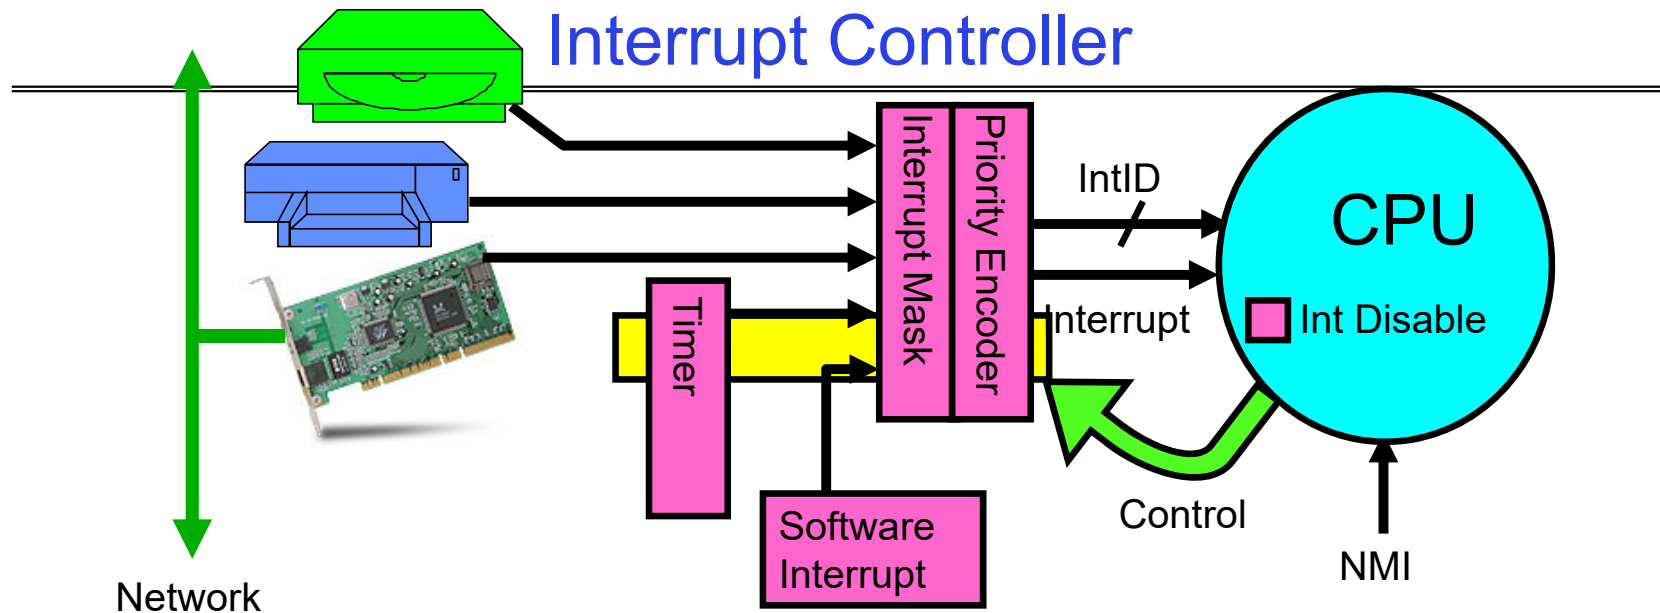 Interrupt Controller
Interrupt Mask
Priority Encoder
IntID
CPU
Interrupt
Int Disable
Timer
Software
Interrupt
Control
NMI
Network